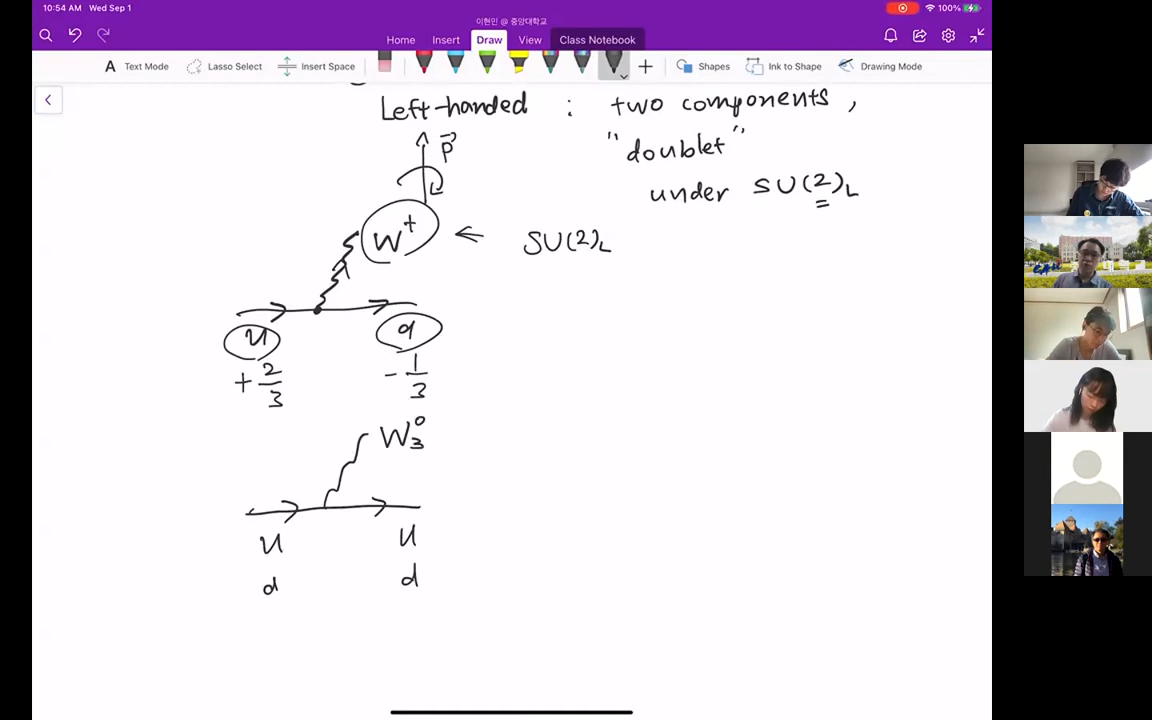 10:54 AM Wed Sep 1
100%
이현민 @ 중앙대학교
Home Insert Draw View Class Notebook
A Text Mode Lasso Select Insert Space Shapes Ink to Shape Drawing Mode
Left-handed : two components ,
"doublet"
under SU(2)L
P
W+ ← SU(2)L
u d
+2/3 -1/3
W3 0
u u
d d